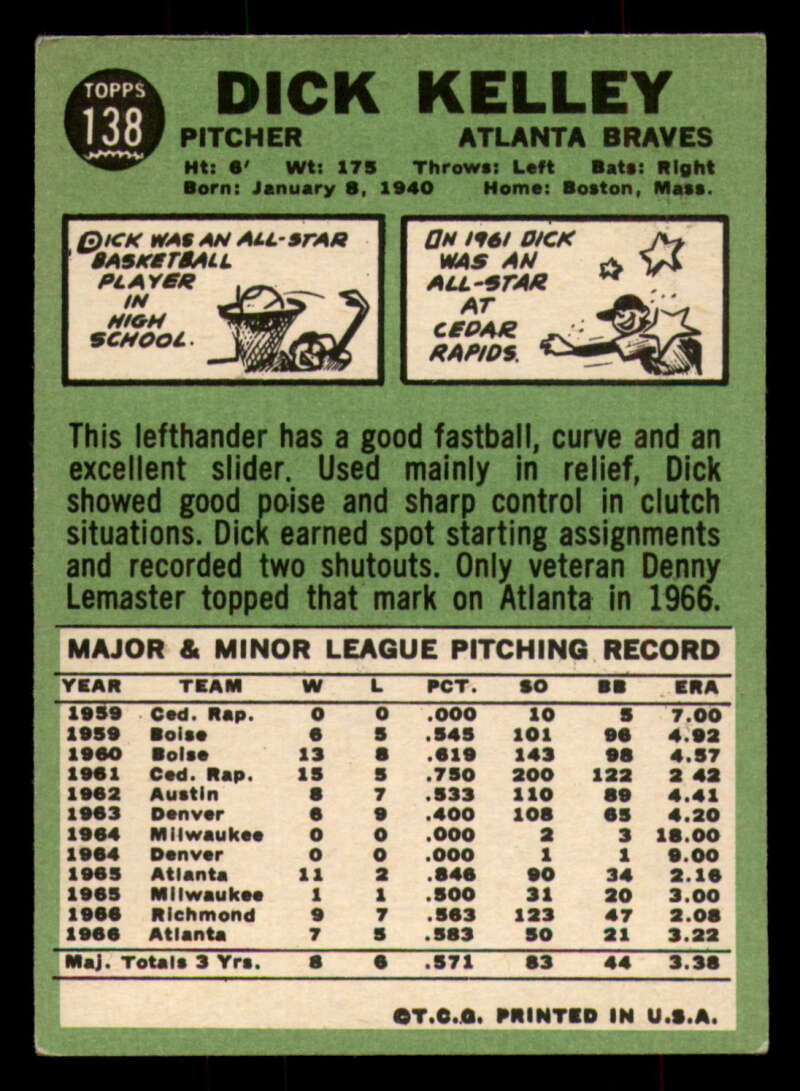 TOPPS
138
DICK KELLEY
PITCHER ATLANTA BRAVES
Ht: 6' Wt: 175 Throws: Left Bats: Right
Born: January 8, 1940 Home: Boston, Mass.
DICK WAS AN ALL-STAR
BASKETBALL
PLAYER
IN
HIGH
SCHOOL.
ON 1961 DICK
WAS AN
ALL-STAR
AT
CEDAR
RAPIDS.
This lefthander has a good fastball, curve and an
excellent slider. Used mainly in relief, Dick
showed good poise and sharp control in clutch
situations. Dick earned spot starting assignments
and recorded two shutouts. Only veteran Denny
Lemaster topped that mark on Atlanta in 1966.
MAJOR & MINOR LEAGUE PITCHING RECORD
YEAR TEAM W L PCT. SO BB ERA
1959 Ced. Rap. 0 0 .000 10 5 7.00
1959 Boise 6 5 .545 101 96 4.92
1960 Boise 13 8 .619 143 98 4.57
1961 Ced. Rap. 15 5 .750 200 122 2 42
1962 Austin 8 7 .533 110 89 4.41
1963 Denver 6 9 .400 108 65 4.20
1964 Milwaukee 0 0 .000 2 3 18.00
1964 Denver 0 0 .000 1 1 9.00
1965 Atlanta 11 2 .846 90 34 2.16
1965 Milwaukee 1 1 .500 31 20 3.00
1966 Richmond 9 7 .563 123 47 2.08
1966 Atlanta 7 5 .583 50 21 3.22
Maj. Totals 3 Yrs. 8 6 .571 83 44 3.38
©T.C.G. PRINTED IN U.S.A.